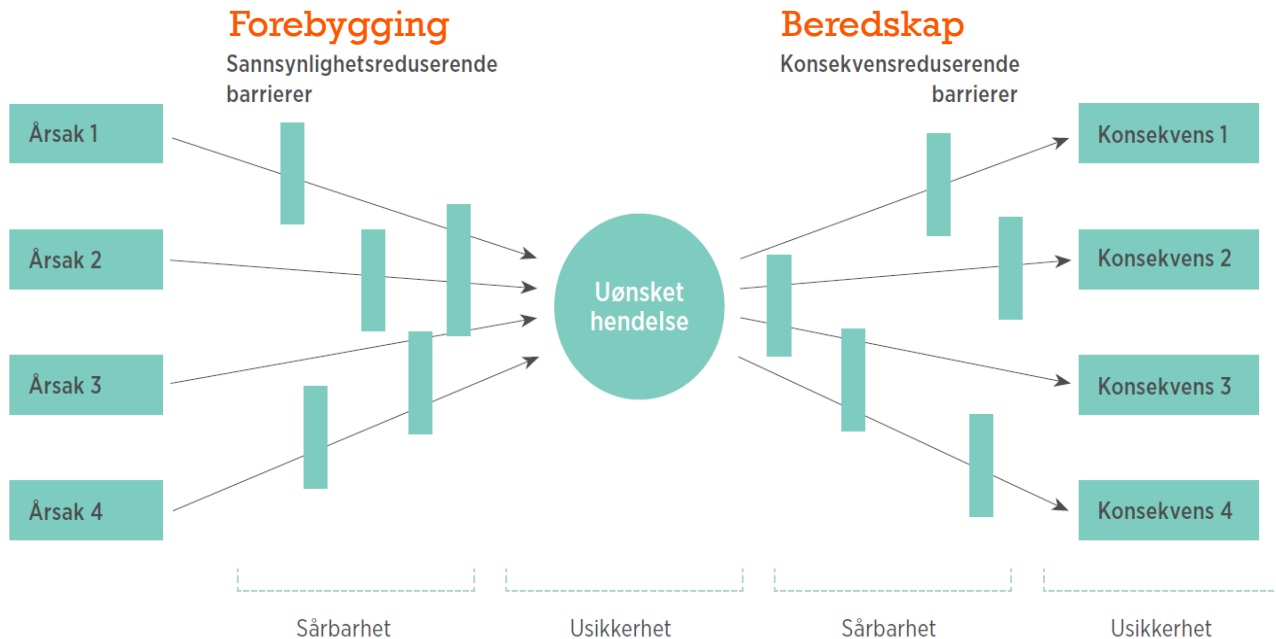 Forebygging
Sannsynlighetsreduserende
barrierer
Beredskap
Konsekvensreduserende
barrierer
Årsak 1
Årsak 2
Årsak 3
Årsak 4
Uønsket
hendelse
Konsekvens 1
Konsekvens 2
Konsekvens 3
Konsekvens 4
Sårbarhet
Usikkerhet
Sårbarhet
Usikkerhet